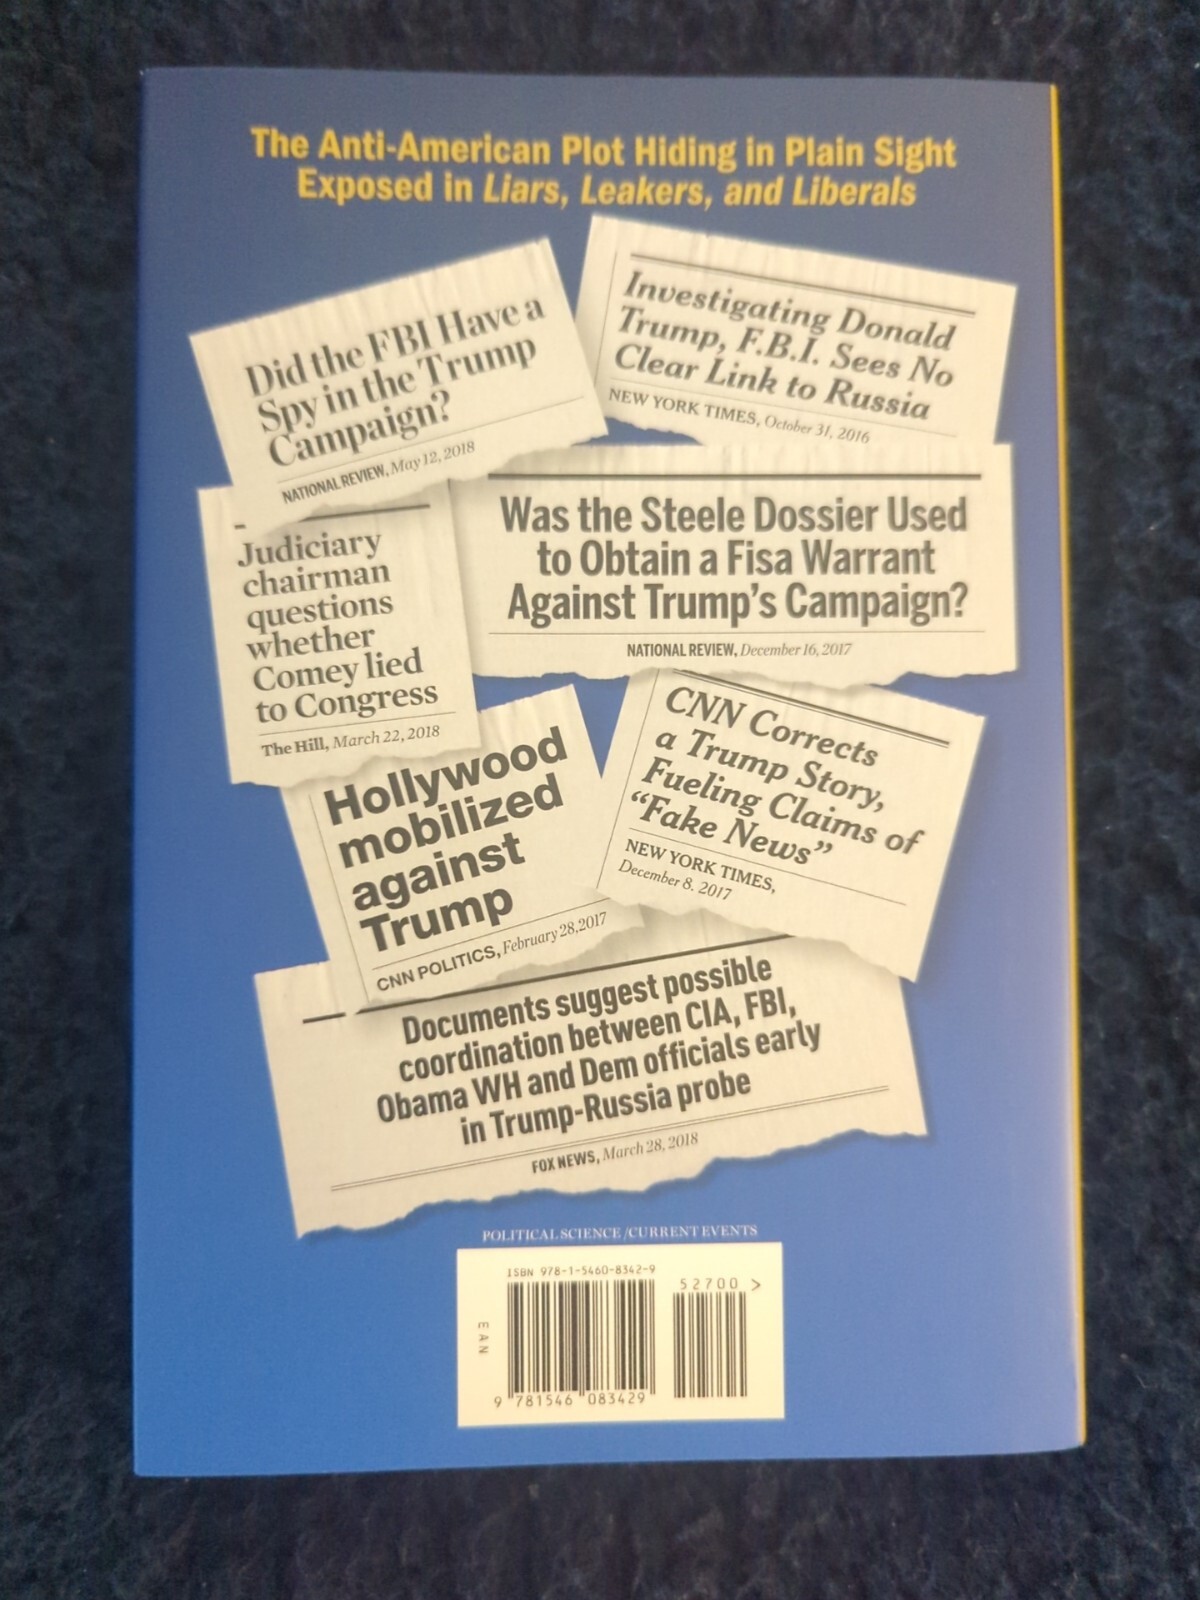 The Anti-American Plot Hiding in Plain Sight
Exposed in Liars, Leakers, and Liberals
Did the FBI Have a
Spy in the Trump
Campaign?
NATIONAL REVIEW, May 12, 2018
Investigating Donald
Trump, F.B.I. Sees No
Clear Link to Russia
NEW YORK TIMES, October 31, 2016
Judiciary
chairman
questions
whether
Comey lied
to Congress
The Hill, March 22, 2018
Was the Steele Dossier Used
to Obtain a Fisa Warrant
Against Trump's Campaign?
NATIONAL REVIEW, December 16, 2017
Hollywood
mobilized
against
Trump
CNN POLITICS, February 28, 2017
CNN Corrects
a Trump Story,
Fueling Claims of
“Fake News”
NEW YORK TIMES,
December 8. 2017
Documents suggest possible
coordination between CIA, FBI,
Obama WH and Dem officials early
in Trump-Russia probe
FOX NEWS, March 28, 2018
POLITICAL SCIENCE /CURRENT EVENTS
ISBN 978-1-5460-8342-9
52700 >
EAN
9 781546 083429